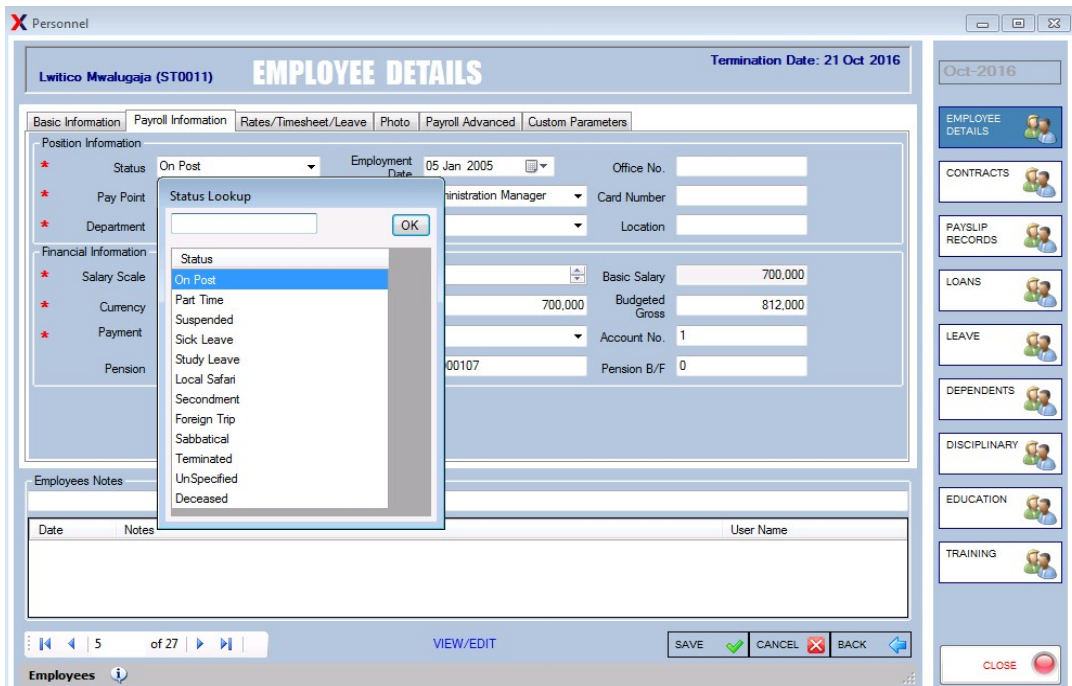 Personnel
Lwitico Mwalugaja (ST0011)
EMPLOYEE DETAILS
Termination Date: 21 Oct 2016
Oct-2016
Basic Information Payroll Information Rates/Timesheet/Leave Photo Payroll Advanced Custom Parameters
Position Information
* Status On Post Employment Date 05 Jan 2005 Office No.
* Pay Point ministration Manager Card Number
* Department Location
Financial Information
* Salary Scale Basic Salary 700,000
* Currency 700,000 Budgeted Gross 812,000
* Payment Account No. 1
Pension 00107 Pension B/F 0
Status Lookup
OK
Status
On Post
Part Time
Suspended
Sick Leave
Study Leave
Local Safari
Secondment
Foreign Trip
Sabbatical
Terminated
UnSpecified
Deceased
Employees Notes
Date Notes User Name
5 of 27
VIEW/EDIT
SAVE CANCEL BACK
Employees
EMPLOYEE
DETAILS
CONTRACTS
PAYSLIP
RECORDS
LOANS
LEAVE
DEPENDENTS
DISCIPLINARY
EDUCATION
TRAINING
CLOSE